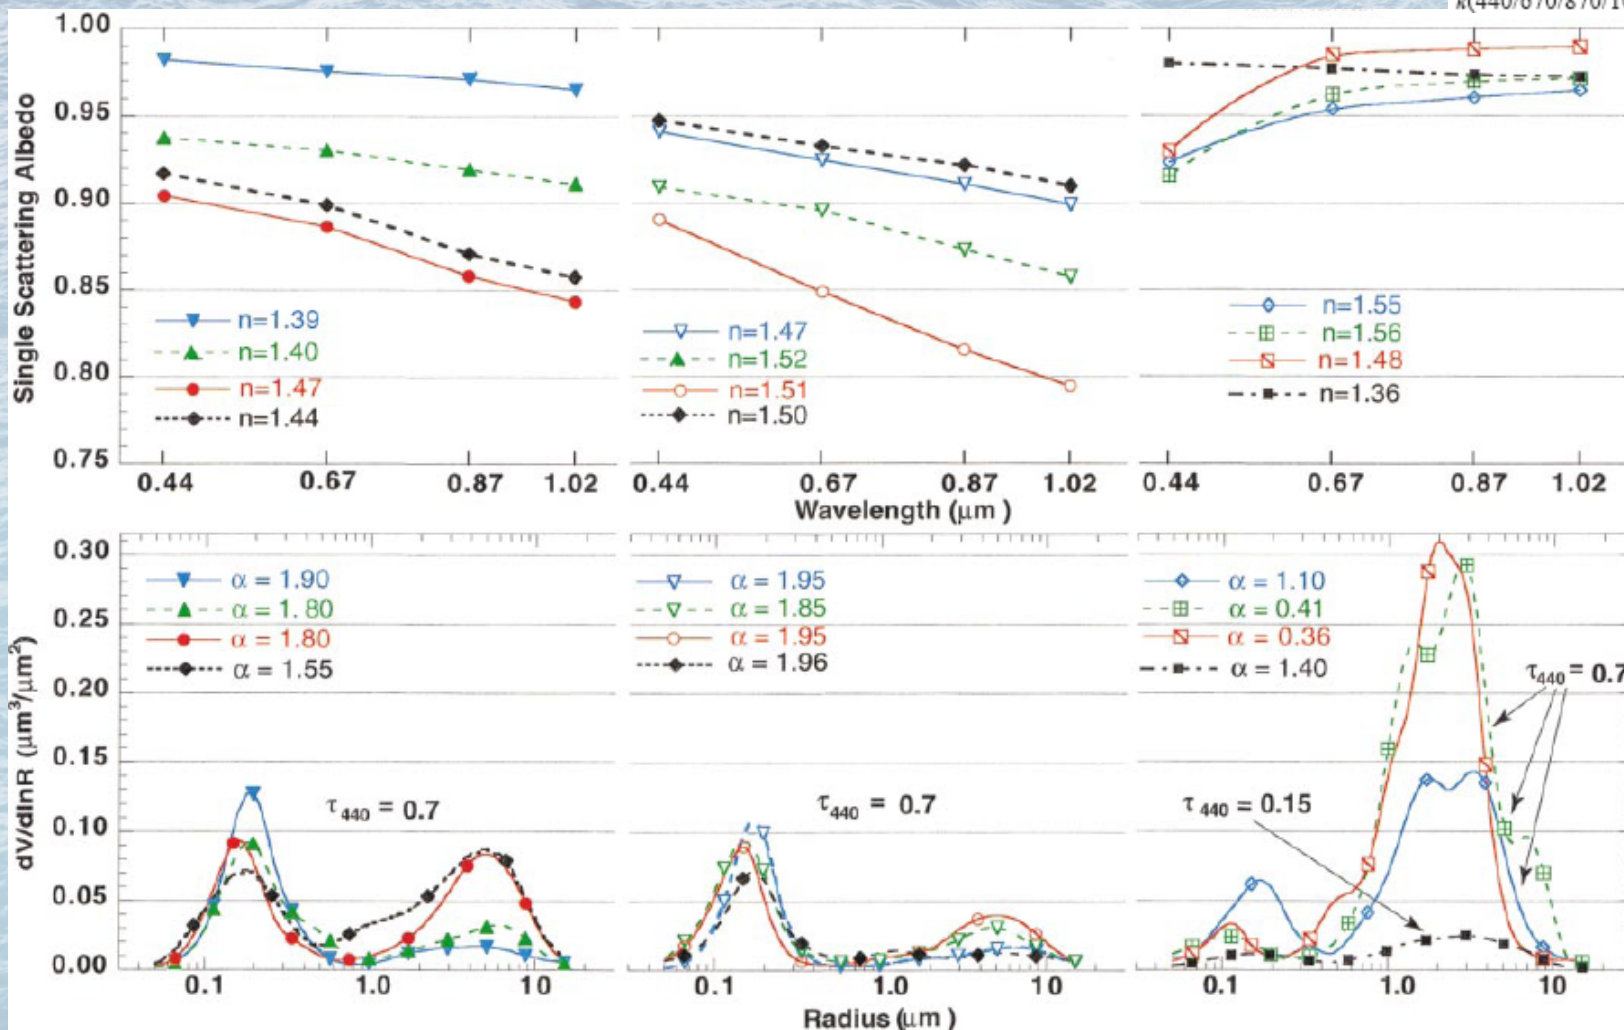 1.00
0.95
0.90
0.85
0.80
0.75
Single Scattering Albedo
n=1.39
n=1.40
n=1.47
n=1.44
0.44 0.67 0.87 1.02
n=1.47
n=1.52
n=1.51
n=1.50
0.44 0.67 0.87 1.02
n=1.55
n=1.56
n=1.48
n=1.36
0.44 0.67 0.87 1.02
Wavelength (μm )
0.30
0.25
0.20
0.15
0.10
0.05
0.00
dV/dlnR (μm³/μm²)
α = 1.90
α = 1.80
α = 1.80
α = 1.55
τ440 = 0.7
0.1 1.0 10
α = 1.95
α = 1.85
α = 1.95
α = 1.96
τ440 = 0.7
0.1 1.0 10
α = 1.10
α = 0.41
α = 0.36
α = 1.40
τ440 = 0.7
τ440 = 0.15
0.1 1.0 10
Radius (μm )